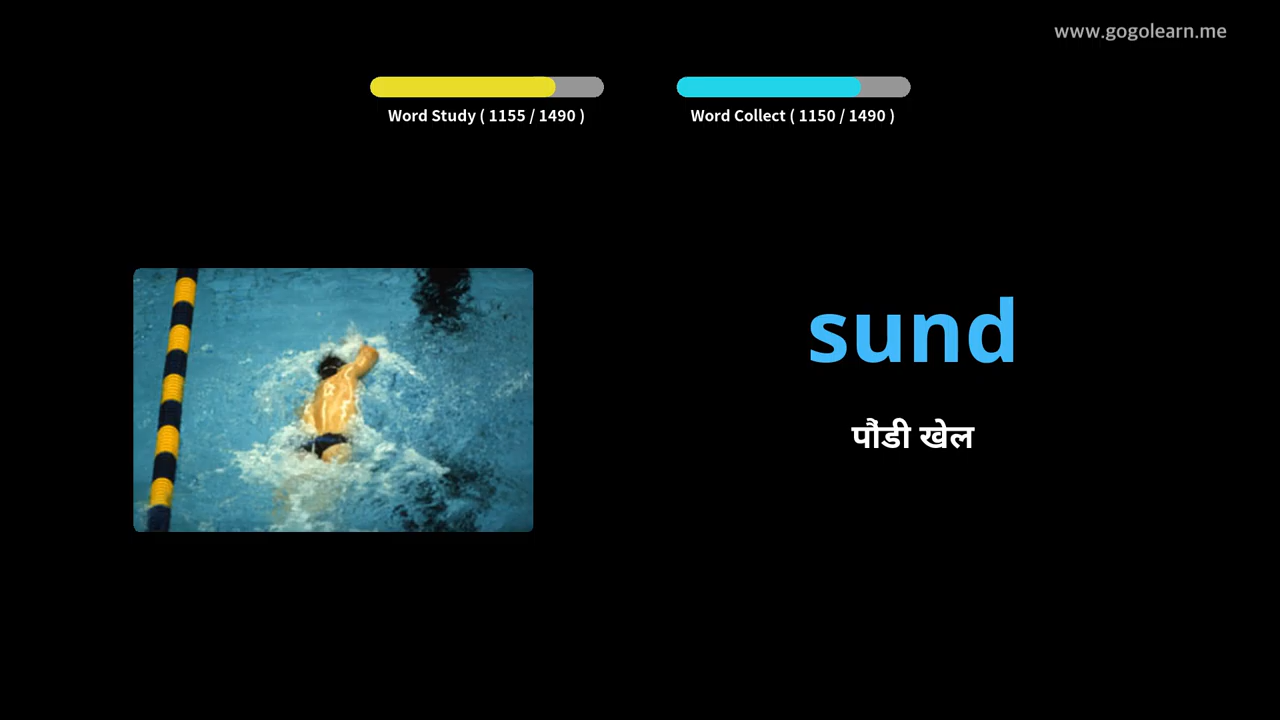 www.gogolearn.me
Word Study ( 1155 / 1490 )
Word Collect ( 1150 / 1490 )
sund
पौंडी खेल